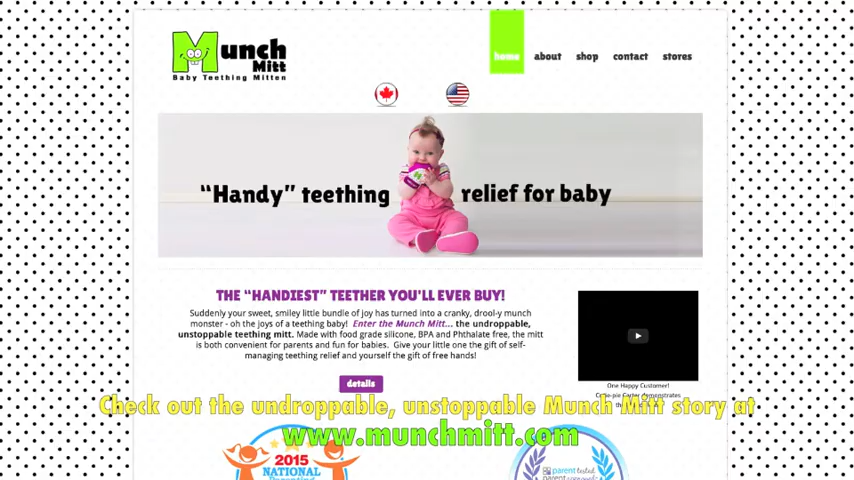 Munch
Mitt
Baby Teething Mitten
home about shop contact stores
"Handy" teething relief for baby
THE "HANDIEST" TEETHER YOU'LL EVER BUY!
Suddenly your sweet, smiley little bundle of joy has turned into a cranky, drool-y munch
monster - oh the joys of a teething baby! Enter the Munch Mitt... the undroppable,
unstoppable teething mitt. Made with food grade silicone, BPA and Phthalate free, the mitt
is both convenient for parents and fun for babies. Give your little one the gift of self-
managing teething relief and yourself the gift of free hands!
details
One Happy Customer!
Carter demonstrates
Check out the undroppable, unstoppable Munch Mitt story at
www.munchmitt.com
2015
NATIONAL
parent tested
parent